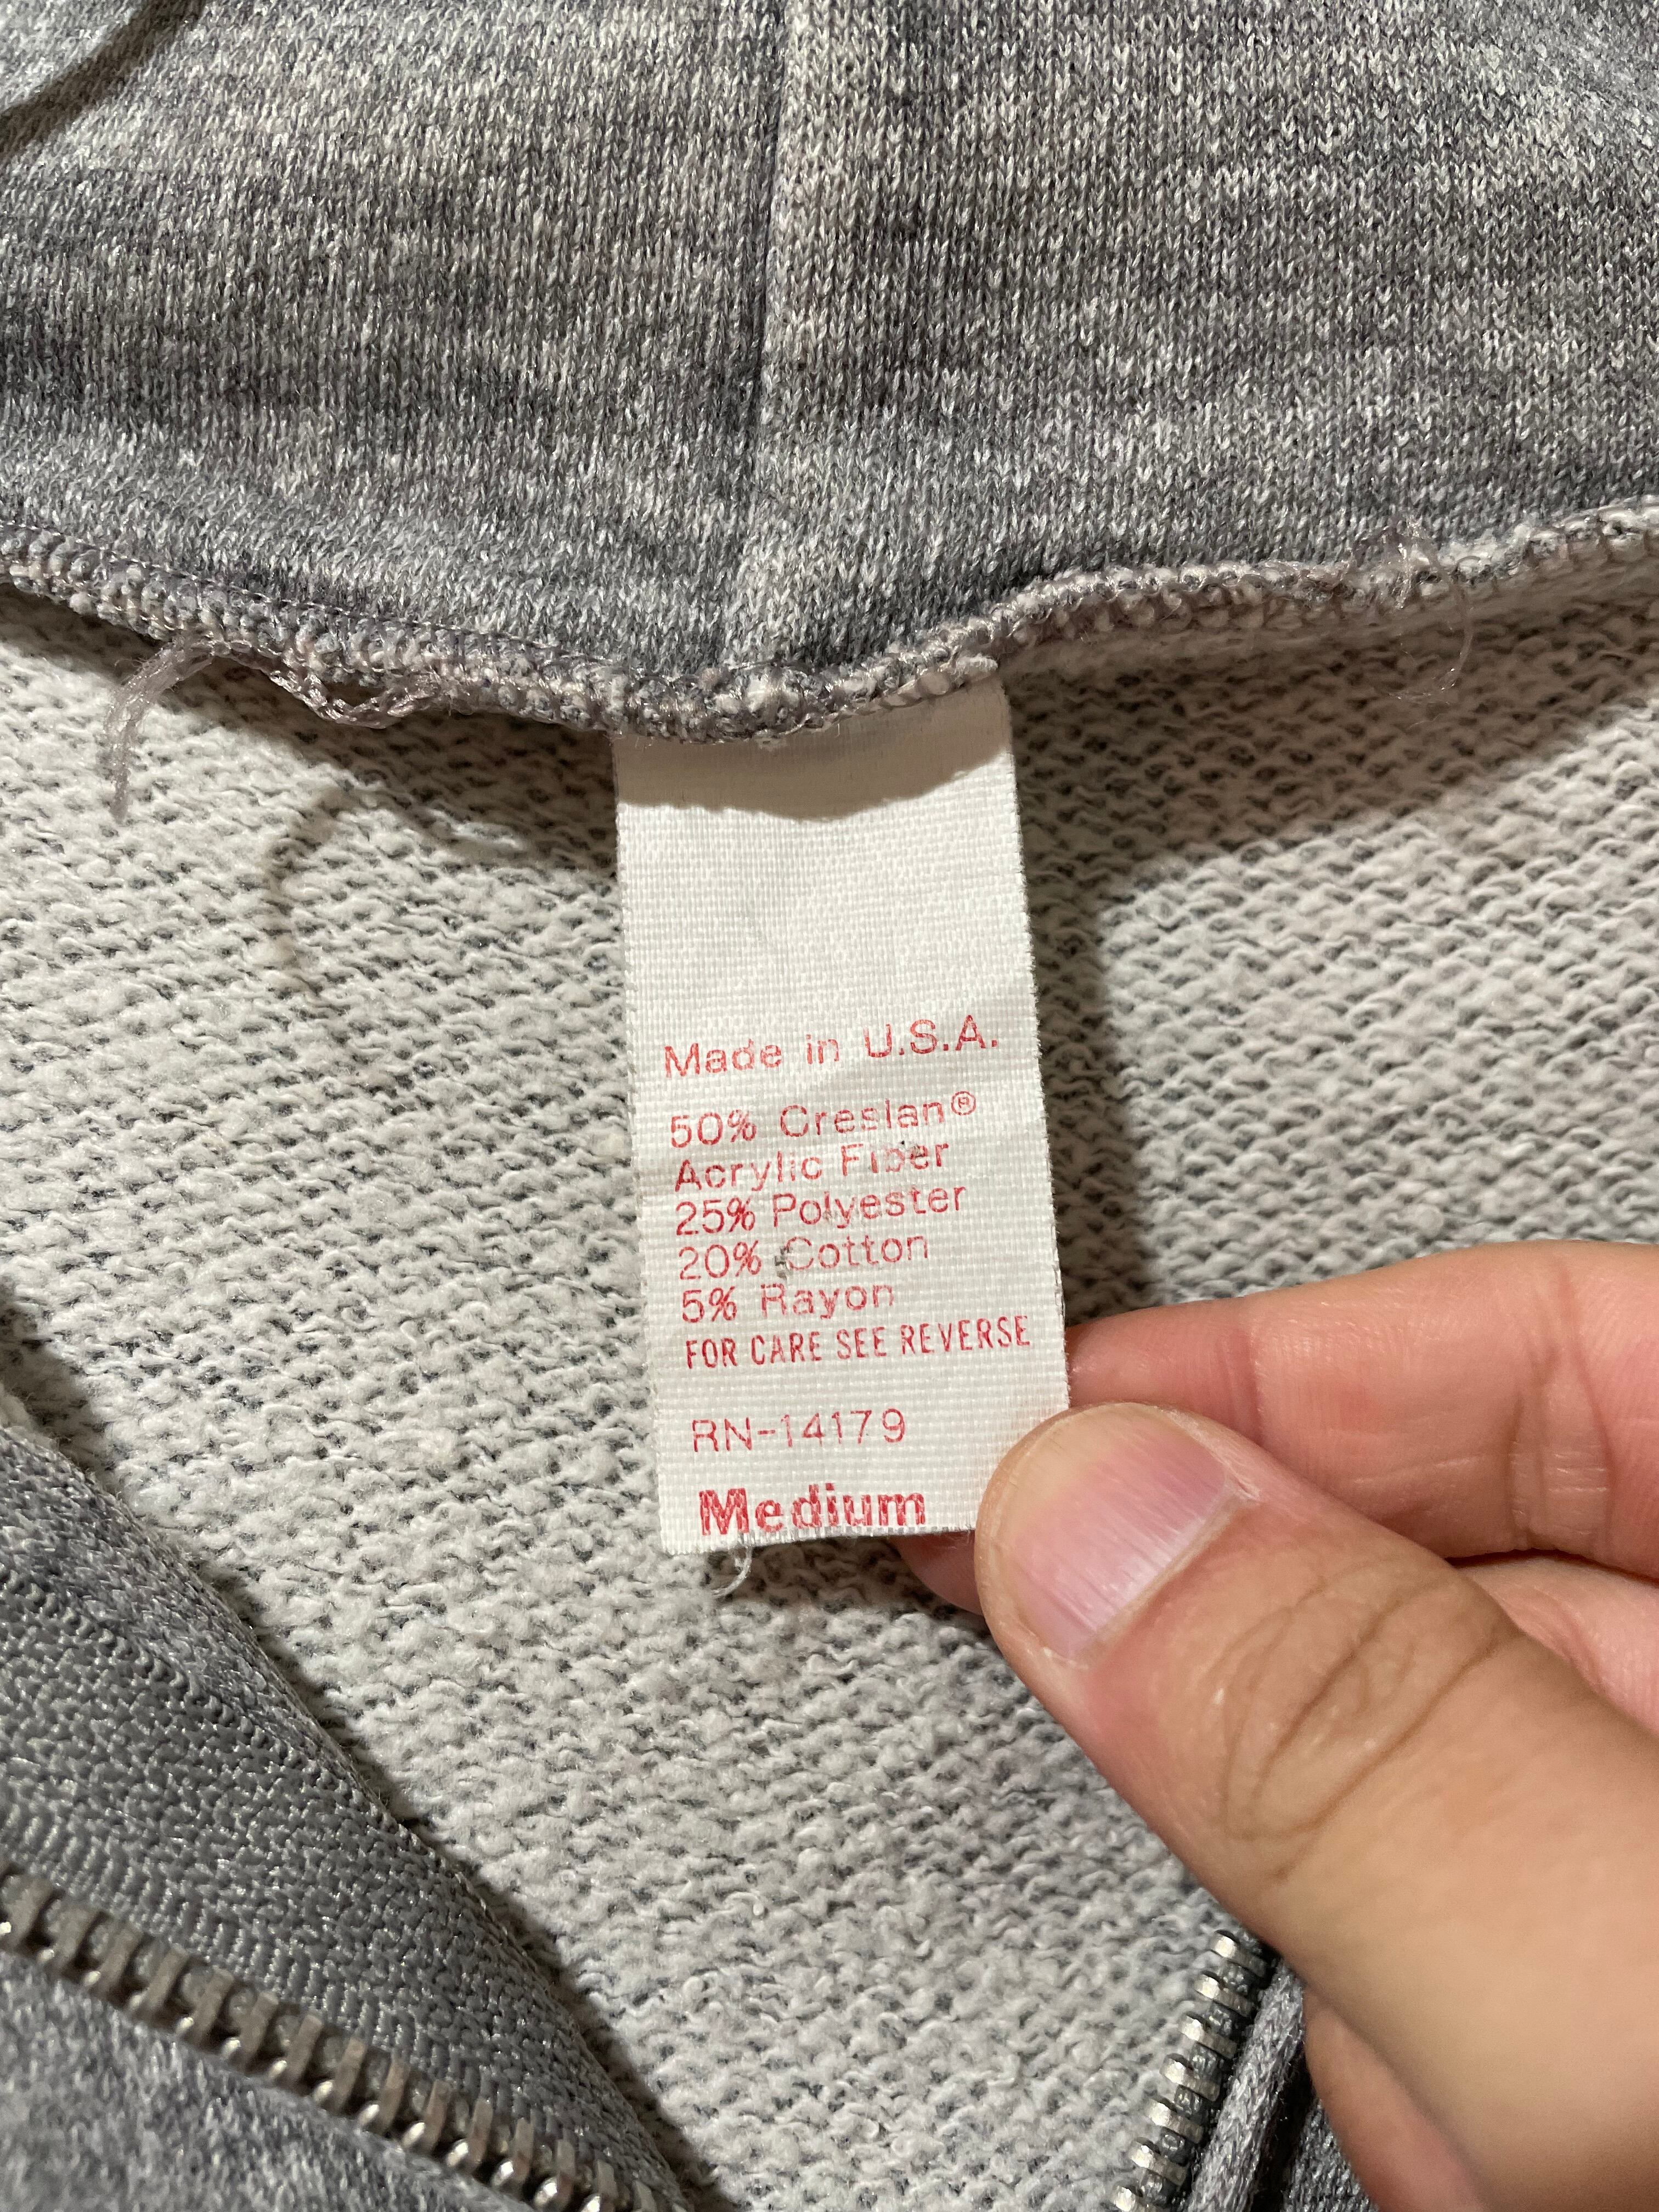 Made in U.S.A.
50% Creslan®
Acrylic Fiber
25% Polyester
20% Cotton
5% Rayon
FOR CARE SEE REVERSE
RN-14179
Medium